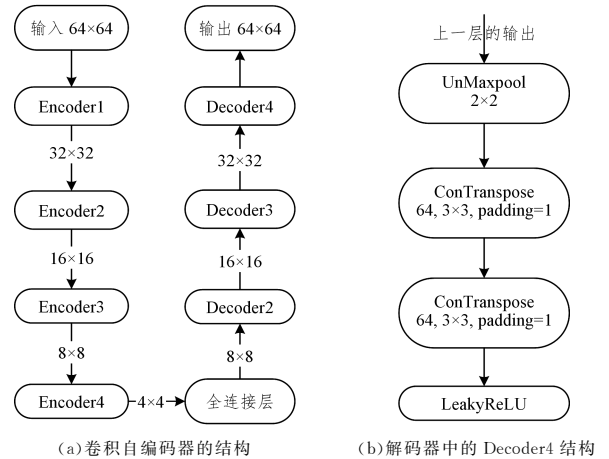 输入 64×64
Encoder1
32×32
Encoder2
16×16
Encoder3
8×8
Encoder4
4×4
全连接层
8×8
Decoder2
16×16
Decoder3
32×32
Decoder4
输出 64×64
(a)卷积自编码器的结构
上一层的输出
UnMaxpool
2×2
ConTranspose
64, 3×3, padding=1
ConTranspose
64, 3×3, padding=1
LeakyReLU
(b)解码器中的 Decoder4 结构